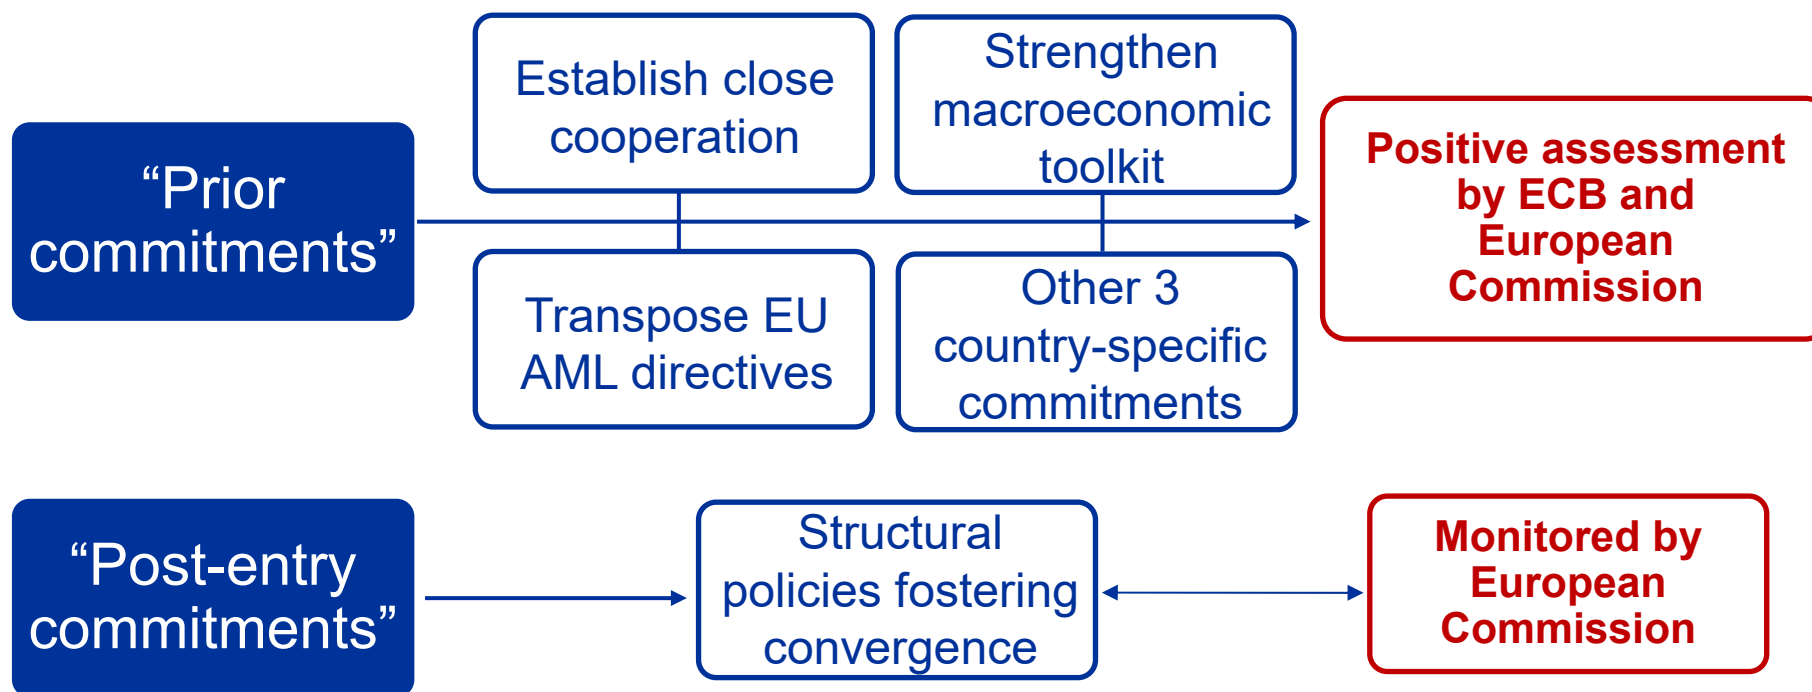 “Prior
commitments”
Establish close
cooperation
Strengthen
macroeconomic
toolkit
Transpose EU
AML directives
Other 3
country-specific
commitments
Positive assessment
by ECB and
European
Commission
“Post-entry
commitments”
Structural
policies fostering
convergence
Monitored by
European
Commission